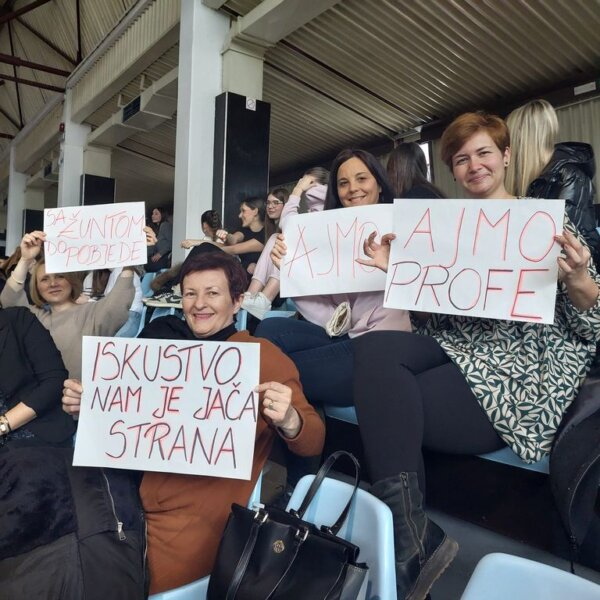 SA ŽUNTOM
DO POBJEDE
AJMO
AJMO
PROFE
ISKUSTVO
NAM JE JAČA
STRANA